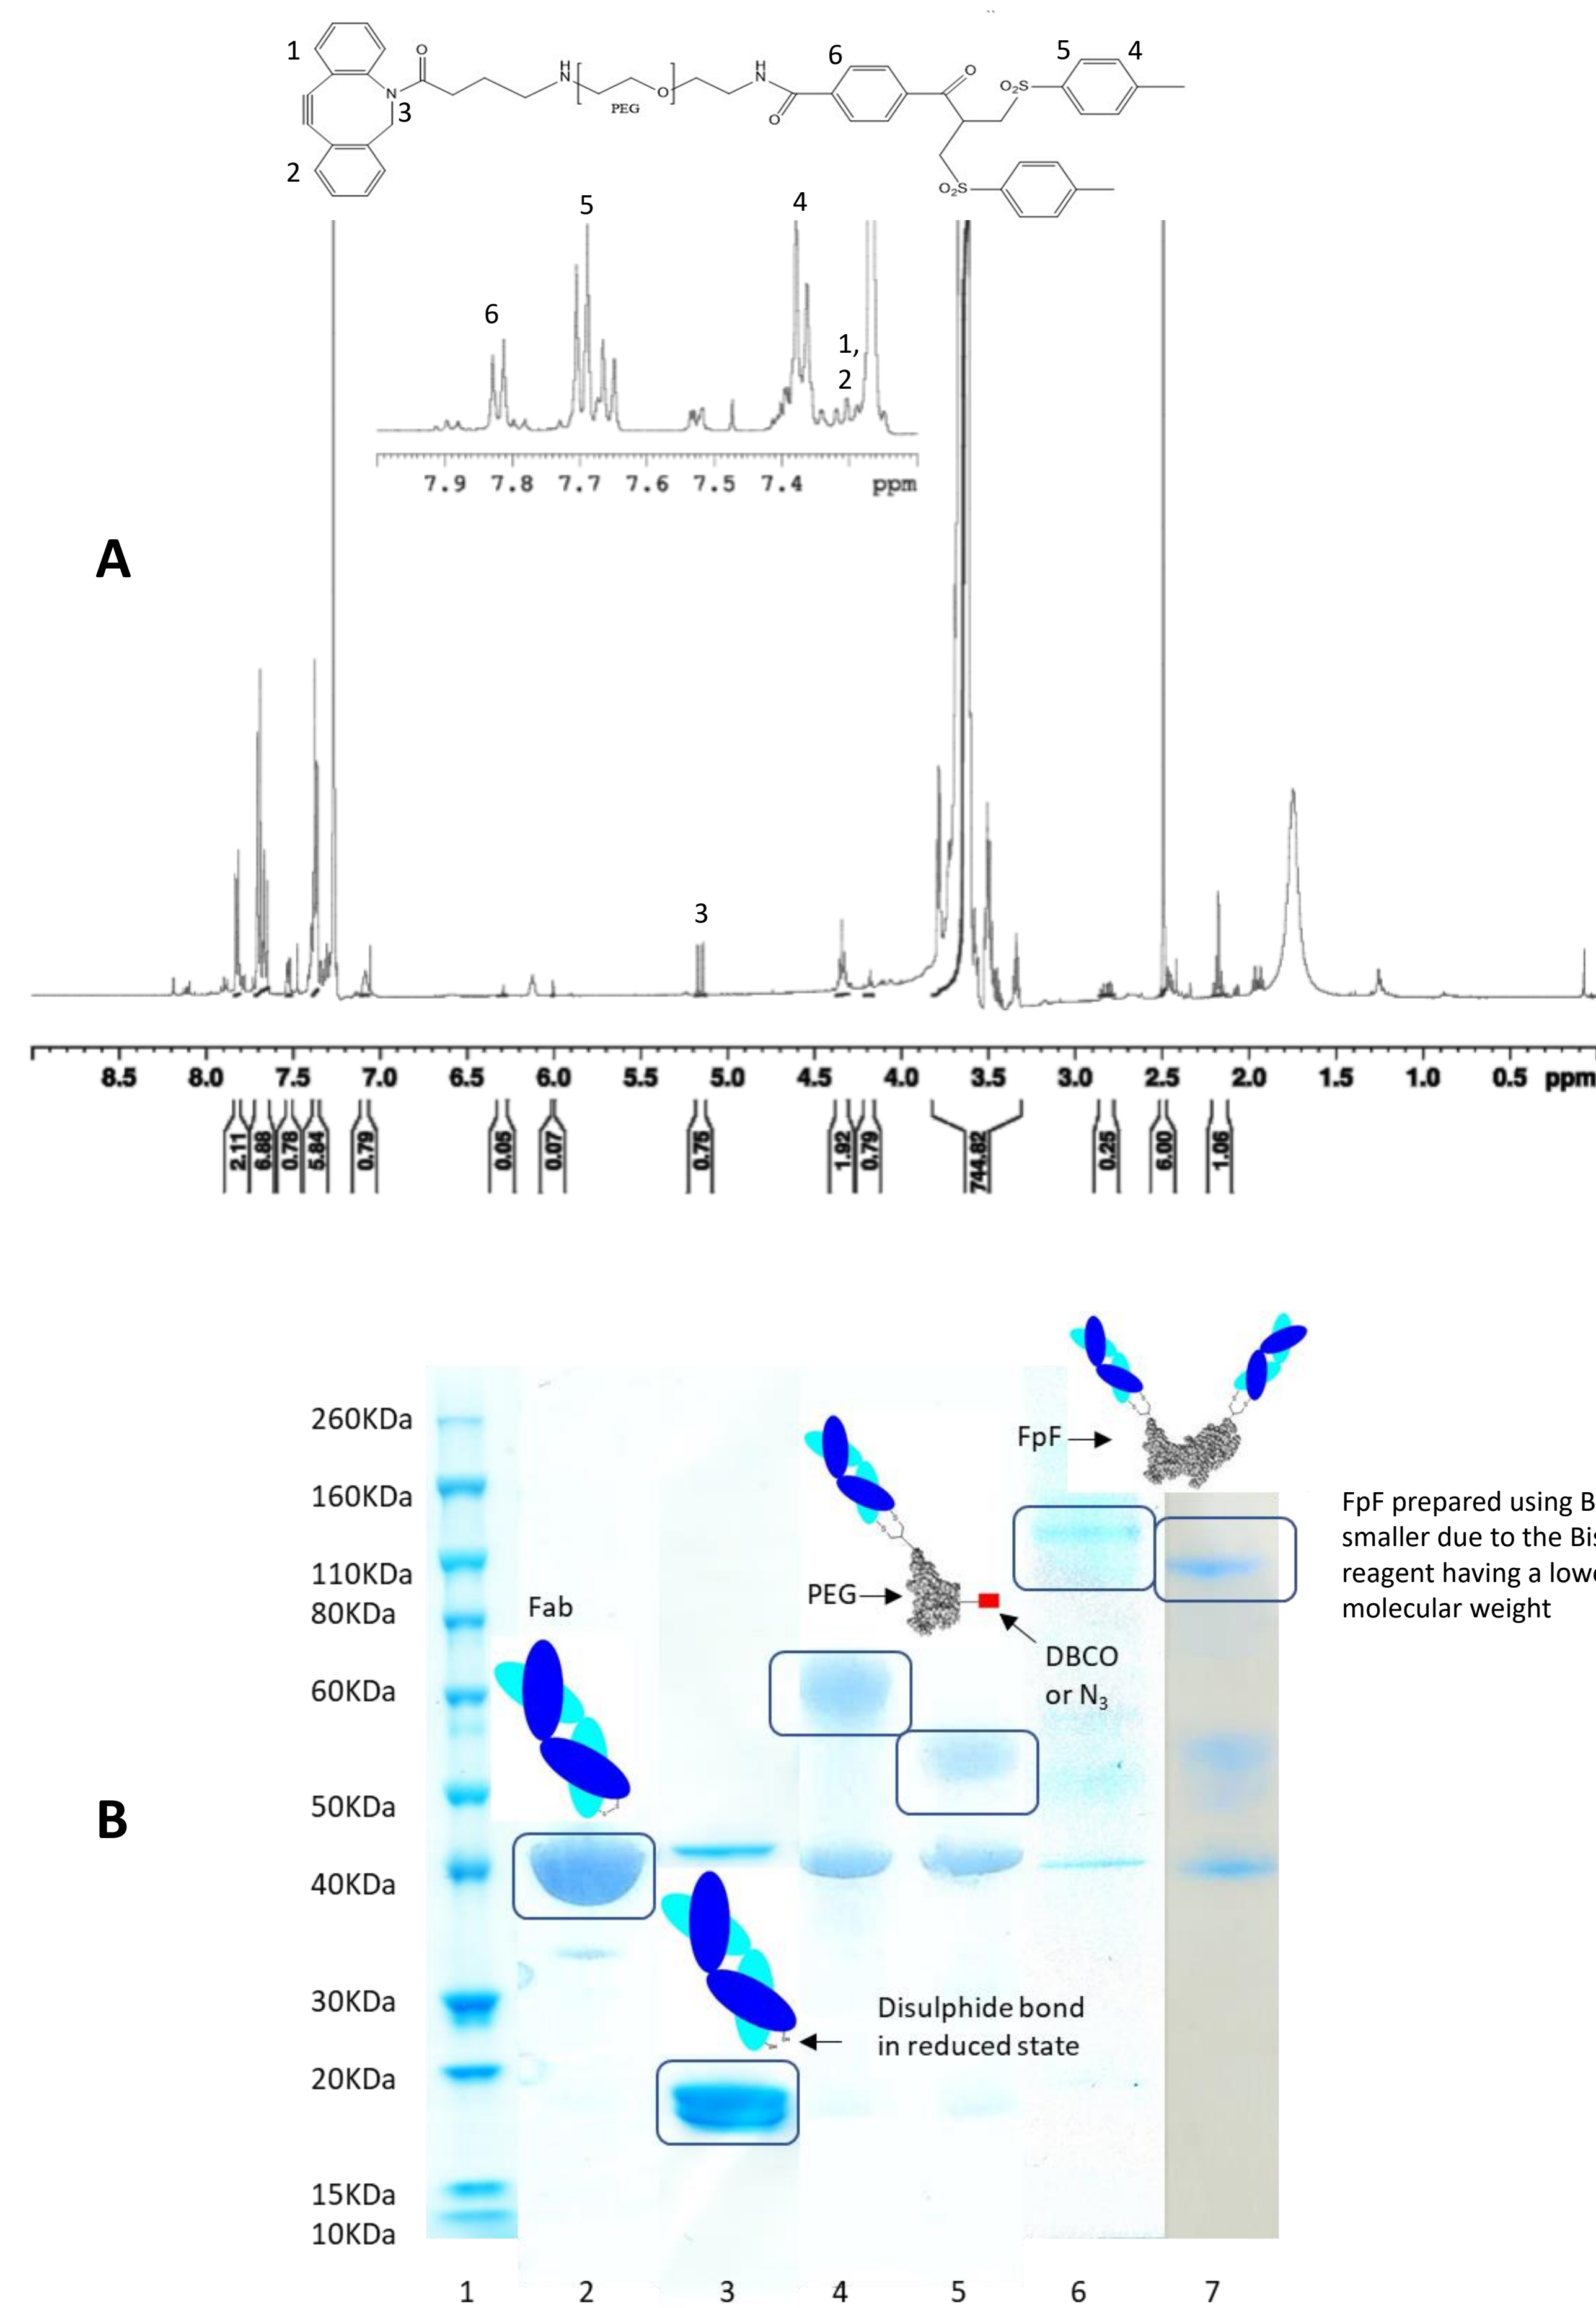 1
O
N
3
2
H
N
PEG
O
H
N
O
6
O
O₂S
5
4
O₂S
6
5
4
1,
2
7.9 7.8 7.7 7.6 7.5 7.4 ppm
A
3
8.5 8.0 7.5 7.0 6.5 6.0 5.5 5.0 4.5 4.0 3.5 3.0 2.5 2.0 1.5 1.0 0.5 ppm
2.11 6.88 0.78 5.84 0.79 0.05 0.07 0.75 1.92 0.79 744.82 0.25 6.00 1.06
B
260KDa
160KDa
110KDa
80KDa
60KDa
50KDa
40KDa
30KDa
20KDa
15KDa
10KDa
Fab
PEG
DBCO
or N₃
FpF
FpF prepared using B
smaller due to the Bis
reagent having a low
molecular weight
Disulphide bond
in reduced state
1 2 3 4 5 6 7